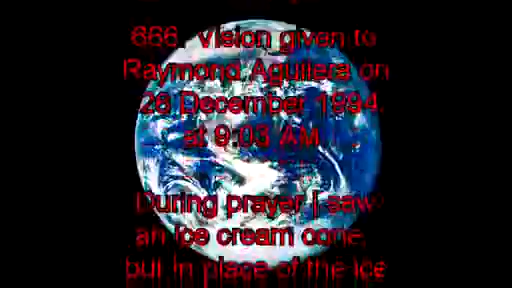 666. Vision given to
Raymond Aguilera on
28 December 1994
at 9:03 AM.
During prayer I saw
an ice cream cone,
but in place of the ice